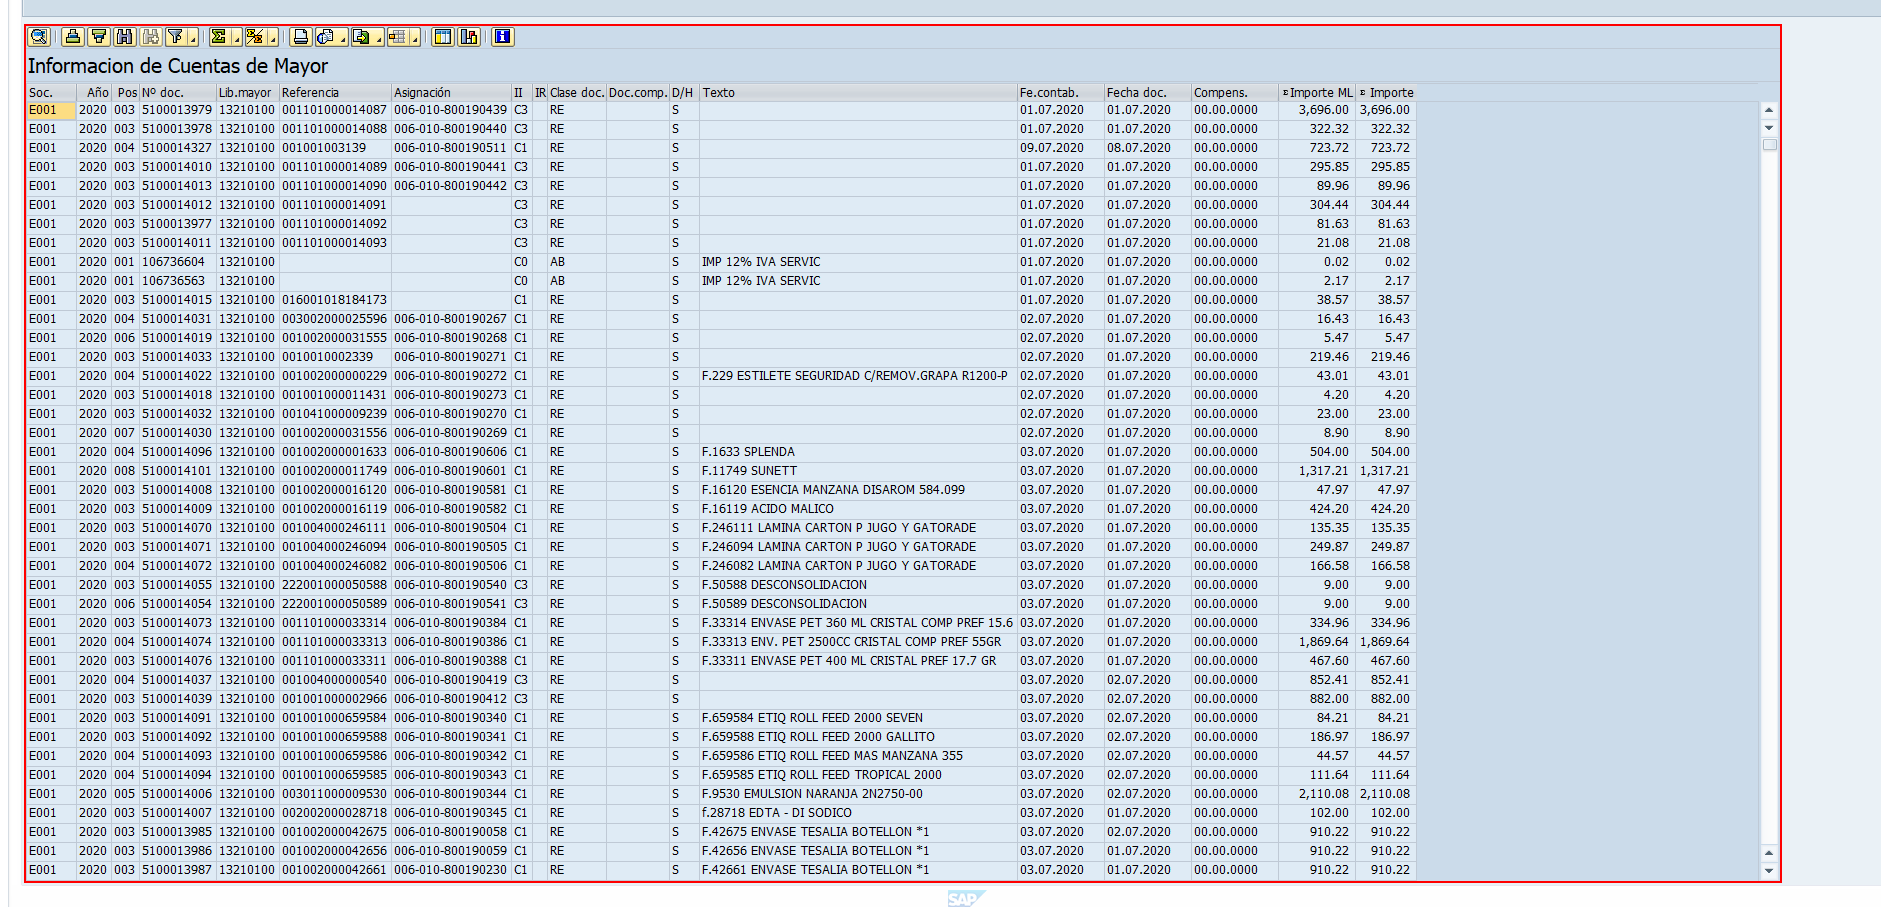 Informacion de Cuentas de Mayor
Soc. Año Pos Nº doc. Lib.mayor Referencia Asignación II IR Clase doc. Doc.comp. D/H Texto Fe.contab. Fecha doc. Compens. Σ Importe ML Σ Importe
E001 2020 003 5100013979 13210100 001101000014087 006-010-800190439 C3 RE S 01.07.2020 01.07.2020 00.00.0000 3,696.00 3,696.00
E001 2020 003 5100013978 13210100 001101000014088 006-010-800190440 C3 RE S 01.07.2020 01.07.2020 00.00.0000 322.32 322.32
E001 2020 004 5100014327 13210100 001001003139 006-010-800190511 C1 RE S 09.07.2020 08.07.2020 00.00.0000 723.72 723.72
E001 2020 003 5100014010 13210100 001101000014089 006-010-800190441 C3 RE S 01.07.2020 01.07.2020 00.00.0000 295.85 295.85
E001 2020 003 5100014013 13210100 001101000014090 006-010-800190442 C3 RE S 01.07.2020 01.07.2020 00.00.0000 89.96 89.96
E001 2020 003 5100014012 13210100 001101000014091 C3 RE S 01.07.2020 01.07.2020 00.00.0000 304.44 304.44
E001 2020 003 5100013977 13210100 001101000014092 C3 RE S 01.07.2020 01.07.2020 00.00.0000 81.63 81.63
E001 2020 003 5100014011 13210100 001101000014093 C3 RE S 01.07.2020 01.07.2020 00.00.0000 21.08 21.08
E001 2020 001 106736604 13210100 C0 AB S IMP 12% IVA SERVIC 01.07.2020 01.07.2020 00.00.0000 0.02 0.02
E001 2020 001 106736563 13210100 C0 AB S IMP 12% IVA SERVIC 01.07.2020 01.07.2020 00.00.0000 2.17 2.17
E001 2020 003 5100014015 13210100 016001018184173 C1 RE S 01.07.2020 01.07.2020 00.00.0000 38.57 38.57
E001 2020 004 5100014031 13210100 003002000025596 006-010-800190267 C1 RE S 02.07.2020 01.07.2020 00.00.0000 16.43 16.43
E001 2020 006 5100014019 13210100 001002000031555 006-010-800190268 C1 RE S 02.07.2020 01.07.2020 00.00.0000 5.47 5.47
E001 2020 003 5100014033 13210100 0010010002339 006-010-800190271 C1 RE S 02.07.2020 01.07.2020 00.00.0000 219.46 219.46
E001 2020 004 5100014022 13210100 001002000000229 006-010-800190272 C1 RE S F.229 ESTILETE SEGURIDAD C/REMOV.GRAPA R1200-P 02.07.2020 01.07.2020 00.00.0000 43.01 43.01
E001 2020 003 5100014018 13210100 001001000011431 006-010-800190273 C1 RE S 02.07.2020 01.07.2020 00.00.0000 4.20 4.20
E001 2020 003 5100014032 13210100 001041000009239 006-010-800190270 C1 RE S 02.07.2020 01.07.2020 00.00.0000 23.00 23.00
E001 2020 007 5100014030 13210100 001002000031556 006-010-800190269 C1 RE S 02.07.2020 01.07.2020 00.00.0000 8.90 8.90
E001 2020 004 5100014096 13210100 001002000001633 006-010-800190606 C1 RE S F.1633 SPLENDA 03.07.2020 01.07.2020 00.00.0000 504.00 504.00
E001 2020 008 5100014101 13210100 001002000011749 006-010-800190601 C1 RE S F.11749 SUNETT 03.07.2020 01.07.2020 00.00.0000 1,317.21 1,317.21
E001 2020 003 5100014008 13210100 001002000016120 006-010-800190581 C1 RE S F.16120 ESENCIA MANZANA DISAROM 584.099 03.07.2020 01.07.2020 00.00.0000 47.97 47.97
E001 2020 003 5100014009 13210100 001002000016119 006-010-800190582 C1 RE S F.16119 ACIDO MALICO 03.07.2020 01.07.2020 00.00.0000 424.20 424.20
E001 2020 003 5100014070 13210100 001004000246111 006-010-800190504 C1 RE S F.246111 LAMINA CARTON P JUGO Y GATORADE 03.07.2020 01.07.2020 00.00.0000 135.35 135.35
E001 2020 003 5100014071 13210100 001004000246094 006-010-800190505 C1 RE S F.246094 LAMINA CARTON P JUGO Y GATORADE 03.07.2020 01.07.2020 00.00.0000 249.87 249.87
E001 2020 004 5100014072 13210100 001004000246082 006-010-800190506 C1 RE S F.246082 LAMINA CARTON P JUGO Y GATORADE 03.07.2020 01.07.2020 00.00.0000 166.58 166.58
E001 2020 003 5100014055 13210100 222001000050588 006-010-800190540 C3 RE S F.50588 DESCONSOLIDACION 03.07.2020 01.07.2020 00.00.0000 9.00 9.00
E001 2020 006 5100014054 13210100 222001000050589 006-010-800190541 C3 RE S F.50589 DESCONSOLIDACION 03.07.2020 01.07.2020 00.00.0000 9.00 9.00
E001 2020 003 5100014073 13210100 001101000033314 006-010-800190384 C1 RE S F.33314 ENVASE PET 360 ML CRISTAL COMP PREF 15.6 03.07.2020 01.07.2020 00.00.0000 334.96 334.96
E001 2020 004 5100014074 13210100 001101000033313 006-010-800190386 C1 RE S F.33313 ENV. PET 2500CC CRISTAL COMP PREF 55GR 03.07.2020 01.07.2020 00.00.0000 1,869.64 1,869.64
E001 2020 003 5100014076 13210100 001101000033311 006-010-800190388 C1 RE S F.33311 ENVASE PET 400 ML CRISTAL PREF 17.7 GR 03.07.2020 01.07.2020 00.00.0000 467.60 467.60
E001 2020 004 5100014037 13210100 001004000000540 006-010-800190419 C3 RE S 03.07.2020 02.07.2020 00.00.0000 852.41 852.41
E001 2020 003 5100014039 13210100 001001000002966 006-010-800190412 C3 RE S 03.07.2020 02.07.2020 00.00.0000 882.00 882.00
E001 2020 003 5100014091 13210100 001001000659584 006-010-800190340 C1 RE S F.659584 ETIQ ROLL FEED 2000 SEVEN 03.07.2020 02.07.2020 00.00.0000 84.21 84.21
E001 2020 003 5100014092 13210100 001001000659588 006-010-800190341 C1 RE S F.659588 ETIQ ROLL FEED 2000 GALLITO 03.07.2020 02.07.2020 00.00.0000 186.97 186.97
E001 2020 004 5100014093 13210100 001001000659586 006-010-800190342 C1 RE S F.659586 ETIQ ROLL FEED MAS MANZANA 355 03.07.2020 02.07.2020 00.00.0000 44.57 44.57
E001 2020 004 5100014094 13210100 001001000659585 006-010-800190343 C1 RE S F.659585 ETIQ ROLL FEED TROPICAL 2000 03.07.2020 02.07.2020 00.00.0000 111.64 111.64
E001 2020 005 5100014006 13210100 003011000009530 006-010-800190344 C1 RE S F.9530 EMULSION NARANJA 2N2750-00 03.07.2020 02.07.2020 00.00.0000 2,110.08 2,110.08
E001 2020 003 5100014007 13210100 002002000028718 006-010-800190345 C1 RE S f.28718 EDTA - DI SODICO 03.07.2020 01.07.2020 00.00.0000 102.00 102.00
E001 2020 003 5100013985 13210100 001002000042675 006-010-800190058 C1 RE S F.42675 ENVASE TESALIA BOTELLON *1 03.07.2020 02.07.2020 00.00.0000 910.22 910.22
E001 2020 003 5100013986 13210100 001002000042656 006-010-800190059 C1 RE S F.42656 ENVASE TESALIA BOTELLON *1 03.07.2020 01.07.2020 00.00.0000 910.22 910.22
E001 2020 003 5100013987 13210100 001002000042661 006-010-800190230 C1 RE S F.42661 ENVASE TESALIA BOTELLON *1 03.07.2020 01.07.2020 00.00.0000 910.22 910.22
SAP